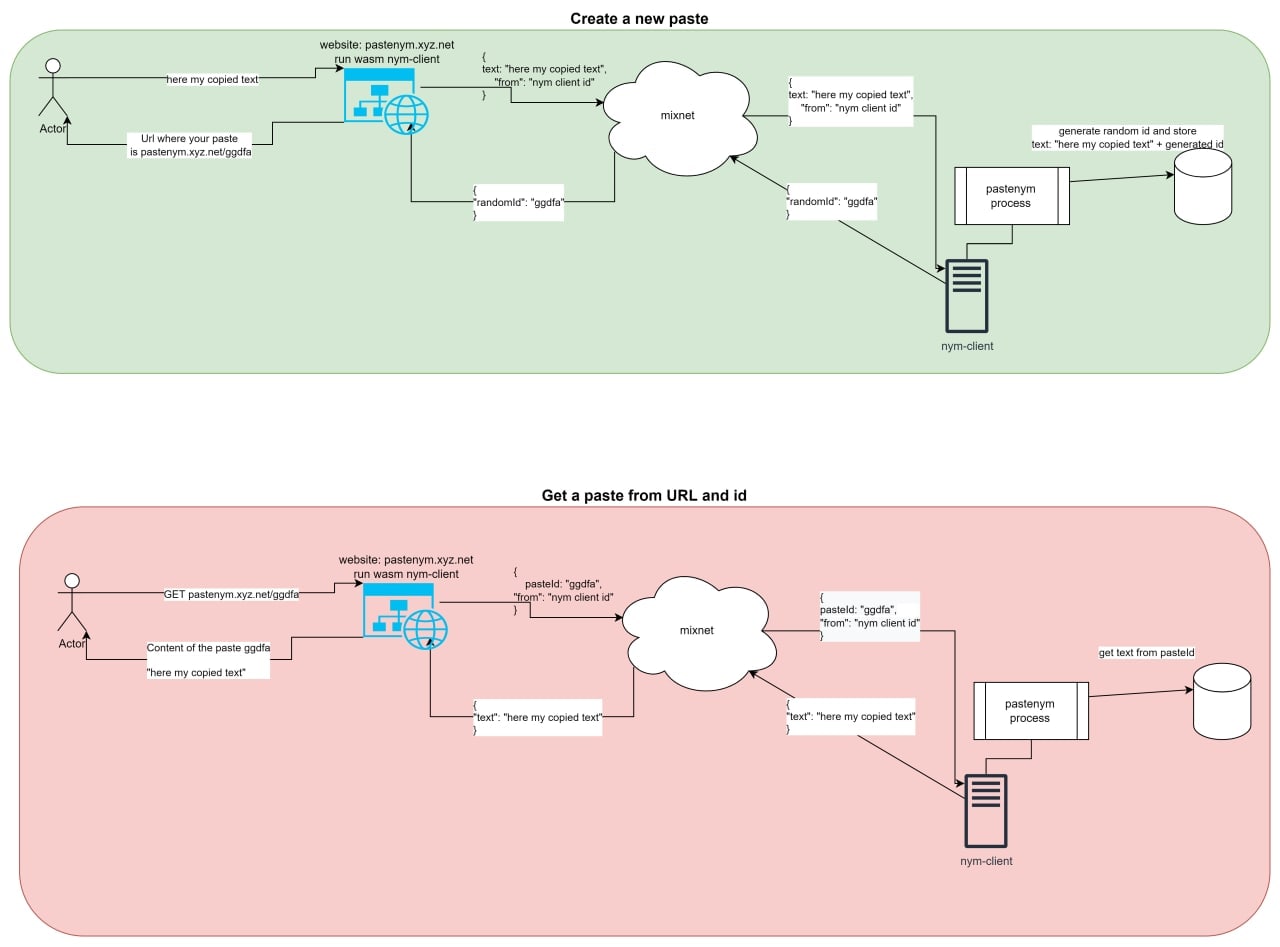 Create a new paste
website: pastenym.xyz.net
run wasm nym-client
here my copied text
Actor
Url where your paste
is pastenym.xyz.net/ggdfa
{
text: "here my copied text",
"from": "nym client id"
}
mixnet
{
text: "here my copied text",
"from": "nym client id"
}
{
"randomId": "ggdfa"
}
{
"randomId": "ggdfa"
}
generate random id and store
text: "here my copied text" + generated id
pastenym
process
nym-client
Get a paste from URL and id
website: pastenym.xyz.net
run wasm nym-client
GET pastenym.xyz.net/ggdfa
Actor
Content of the paste ggdfa
"here my copied text"
{
pasteId: "ggdfa",
"from": "nym client id"
}
mixnet
{
pasteId: "ggdfa",
"from": "nym client id"
}
{
"text": "here my copied text"
}
{
"text": "here my copied text"
}
get text from pasteId
pastenym
process
nym-client